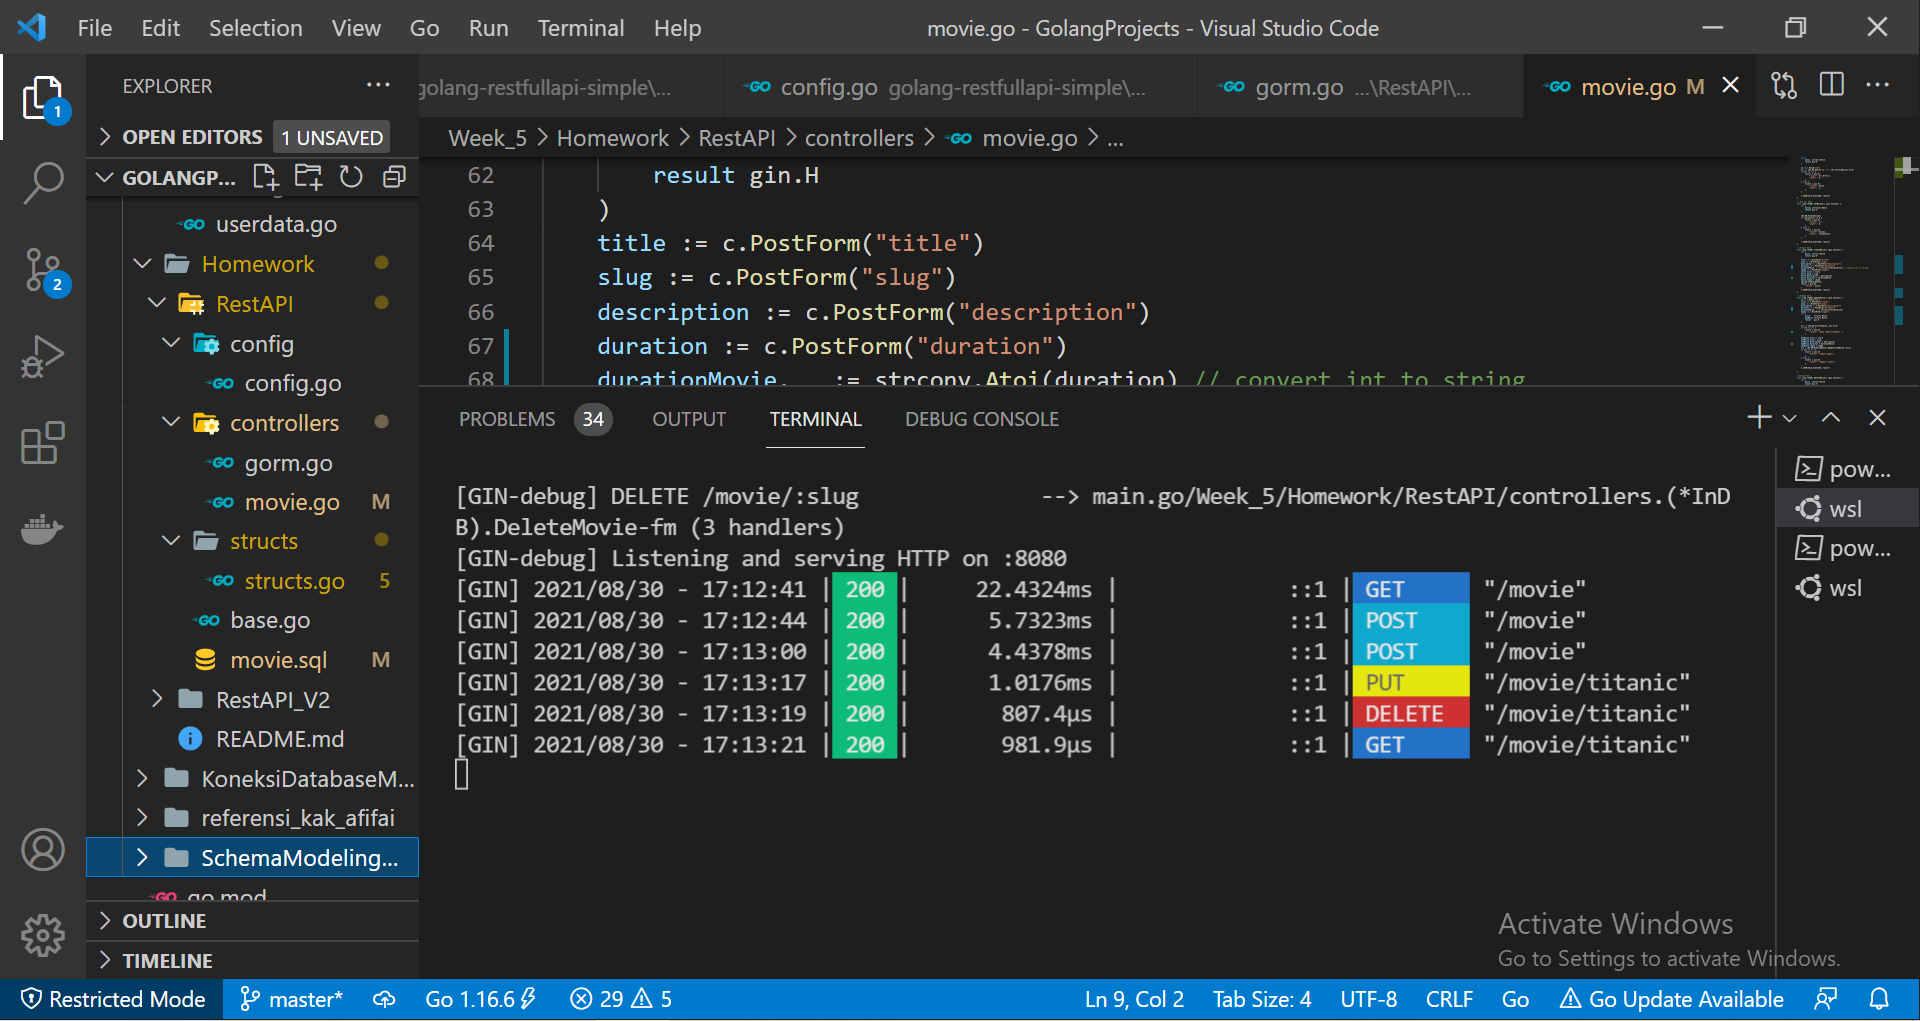 File Edit Selection View Go Run Terminal Help
movie.go - GolangProjects - Visual Studio Code
EXPLORER
golang-restfullapi-simple\...
config.go golang-restfullapi-simple\...
gorm.go ...\RestAPI\...
movie.go M
1
OPEN EDITORS 1 UNSAVED
Week_5 > Homework > RestAPI > controllers > movie.go > ...
GOLANGP...
userdata.go
Homework
RestAPI
config
config.go
controllers
gorm.go
movie.go M
structs
structs.go 5
base.go
movie.sql M
RestAPI_V2
README.md
KoneksiDatabaseM...
referensi_kak_afifai
SchemaModeling...
go.mod
OUTLINE
TIMELINE
2
62 result gin.H
63 )
64 title := c.PostForm("title")
65 slug := c.PostForm("slug")
66 description := c.PostForm("description")
67 duration := c.PostForm("duration")
68 durationMovie, _ := strconv.Atoi(duration) // convert int to string
PROBLEMS 34 OUTPUT TERMINAL DEBUG CONSOLE
[GIN-debug] DELETE /movie/:slug --> main.go/Week_5/Homework/RestAPI/controllers.(*InD
B).DeleteMovie-fm (3 handlers)
[GIN-debug] Listening and serving HTTP on :8080
[GIN] 2021/08/30 - 17:12:41 | 200 | 22.4324ms | ::1 | GET "/movie"
[GIN] 2021/08/30 - 17:12:44 | 200 | 5.7323ms | ::1 | POST "/movie"
[GIN] 2021/08/30 - 17:13:00 | 200 | 4.4378ms | ::1 | POST "/movie"
[GIN] 2021/08/30 - 17:13:17 | 200 | 1.0176ms | ::1 | PUT "/movie/titanic"
[GIN] 2021/08/30 - 17:13:19 | 200 | 807.4µs | ::1 | DELETE "/movie/titanic"
[GIN] 2021/08/30 - 17:13:21 | 200 | 981.9µs | ::1 | GET "/movie/titanic"
pow...
wsl
pow...
wsl
Activate Windows
Go to Settings to activate Windows.
Restricted Mode master* Go 1.16.6 29 5 Ln 9, Col 2 Tab Size: 4 UTF-8 CRLF Go Go Update Available